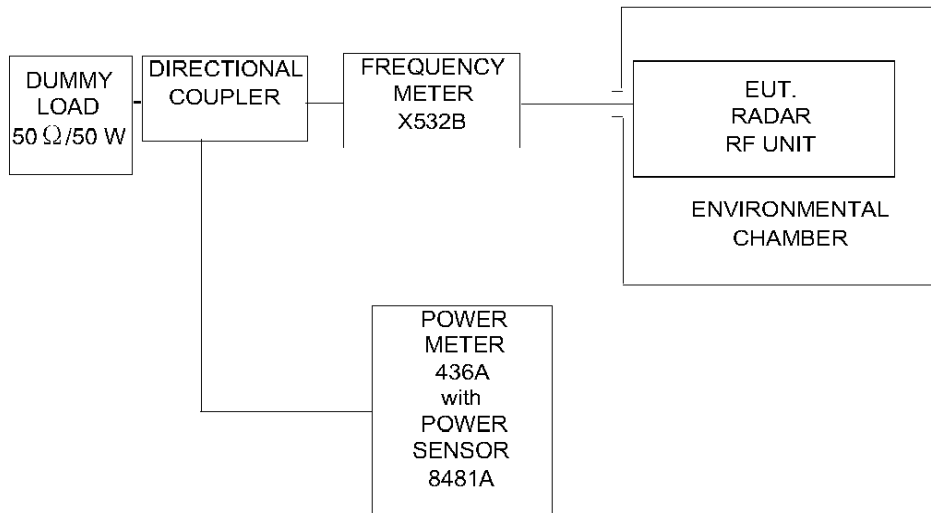 DUMMY
LOAD
50 Ω/50 W
DIRECTIONAL
COUPLER
FREQUENCY
METER
X532B
EUT.
RADAR
RF UNIT
ENVIRONMENTAL
CHAMBER
POWER
METER
436A
with
POWER
SENSOR
8481A